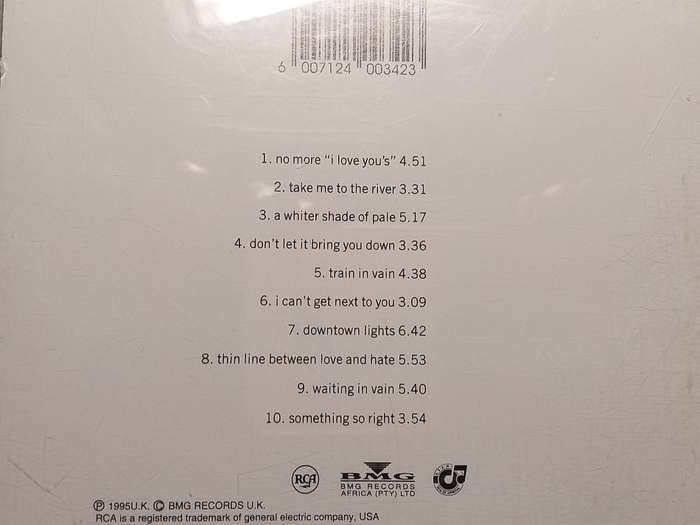 6 007124 003423
1. no more "i love you's" 4.51
2. take me to the river 3.31
3. a whiter shade of pale 5.17
4. don't let it bring you down 3.36
5. train in vain 4.38
6. i can't get next to you 3.09
7. downtown lights 6.42
8. thin line between love and hate 5.53
9. waiting in vain 5.40
10. something so right 3.54
RCA
BMG
BMG RECORDS
AFRICA (PTY) LTD
℗ 1995U.K. © BMG RECORDS U.K.
RCA is a registered trademark of general electric company, USA